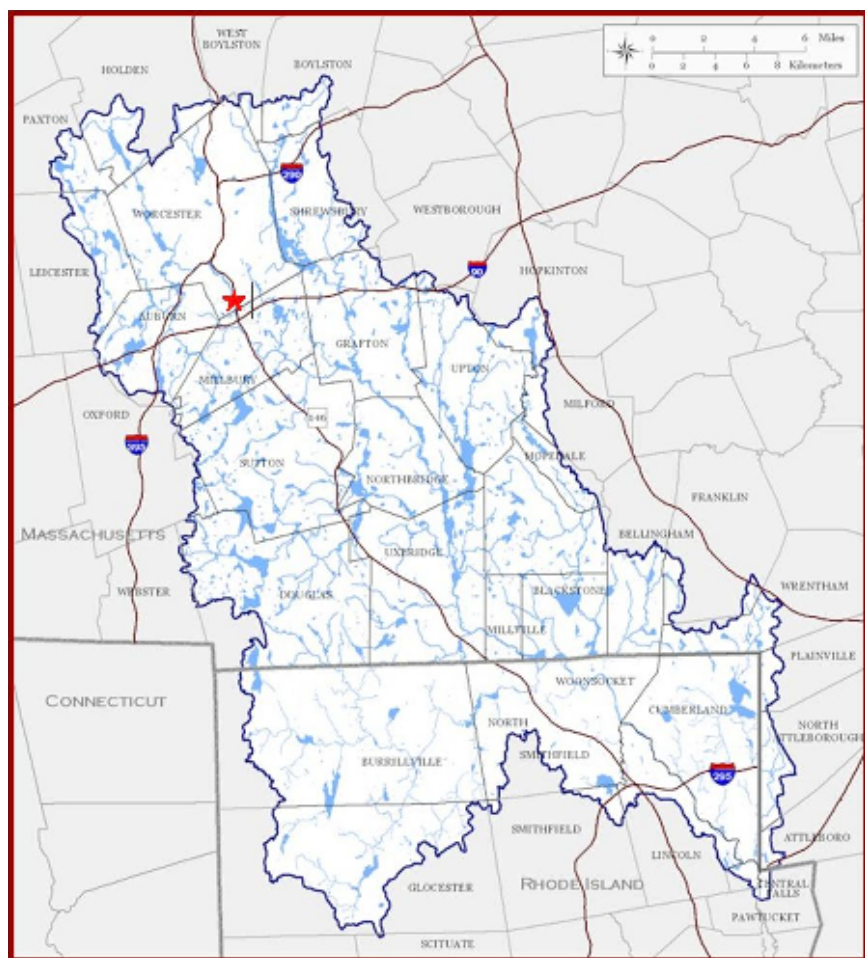 WEST
BOYLSTON
0 2 4 6 Miles
0 2 4 6 8 Kilometers
HOLDEN
BOYLSTON
PAXTON
290
WORCESTER
SHREWSBURY
WESTBOROUGH
LEICESTER
90
HOPKINTON
AUBURN
GRAFTON
UPTON
MILLBURY
OXFORD
MILFORD
146
395
SUTTON
HOPEDALE
NORTHBRIDGE
FRANKLIN
MASSACHUSETTS
BELLINGHAM
UXBRIDGE
WEBSTER
DOUGLAS
BLACKSTONE
WRENTHAM
MILLVILLE
PLAINVILLE
CONNECTICUT
WOONSOCKET
CUMBERLAND
NORTH
ATTLEBOROUGH
NORTH
SMITHFIELD
BURRILLVILLE
295
SMITHFIELD
ATTLEBORO
LINCOLN
GLOCESTER
RHODE ISLAND
CENTRAL
FALLS
PAWTUCKET
SCITUATE